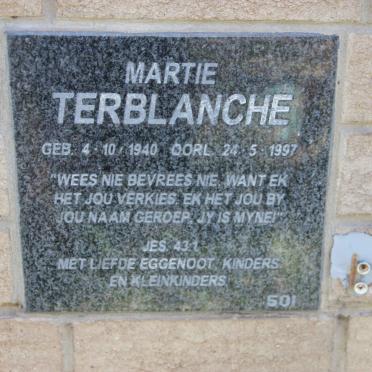 MARTIE
TERBLANCHE
GEB. 4 · 10 · 1940 OORL. 24 · 5 · 1997
"WEES NIE BEVREES NIE, WANT EK
HET JOU VERKIES. EK HET JOU BY
JOU NAAM GEROEP. JY IS MYNE!"
JES. 43:1
MET LIEFDE EGGENOOT, KINDERS
EN KLEINKINDERS
501